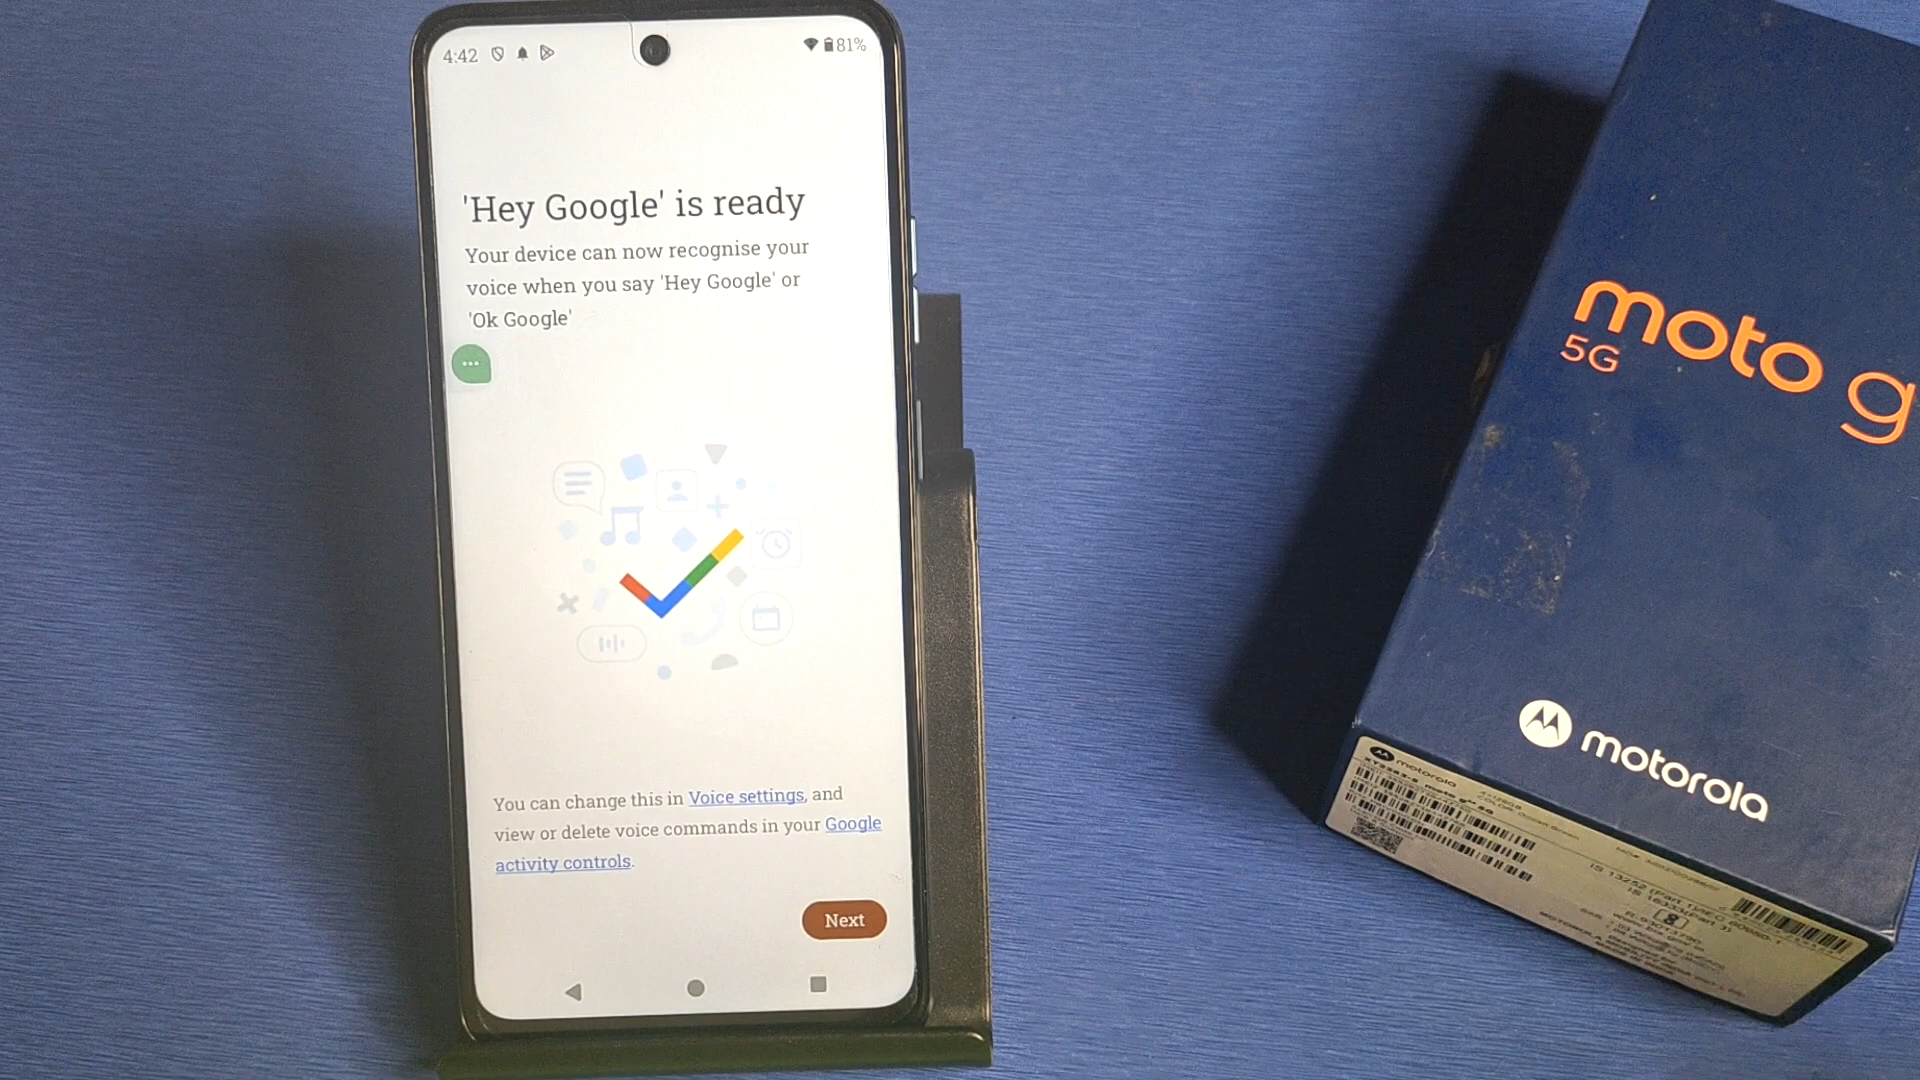 4:42
81%
'Hey Google' is ready
Your device can now recognise your
voice when you say 'Hey Google' or
'Ok Google'
You can change this in Voice settings, and
view or delete voice commands in your Google
activity controls.
Next
moto g
5G
motorola
motorola